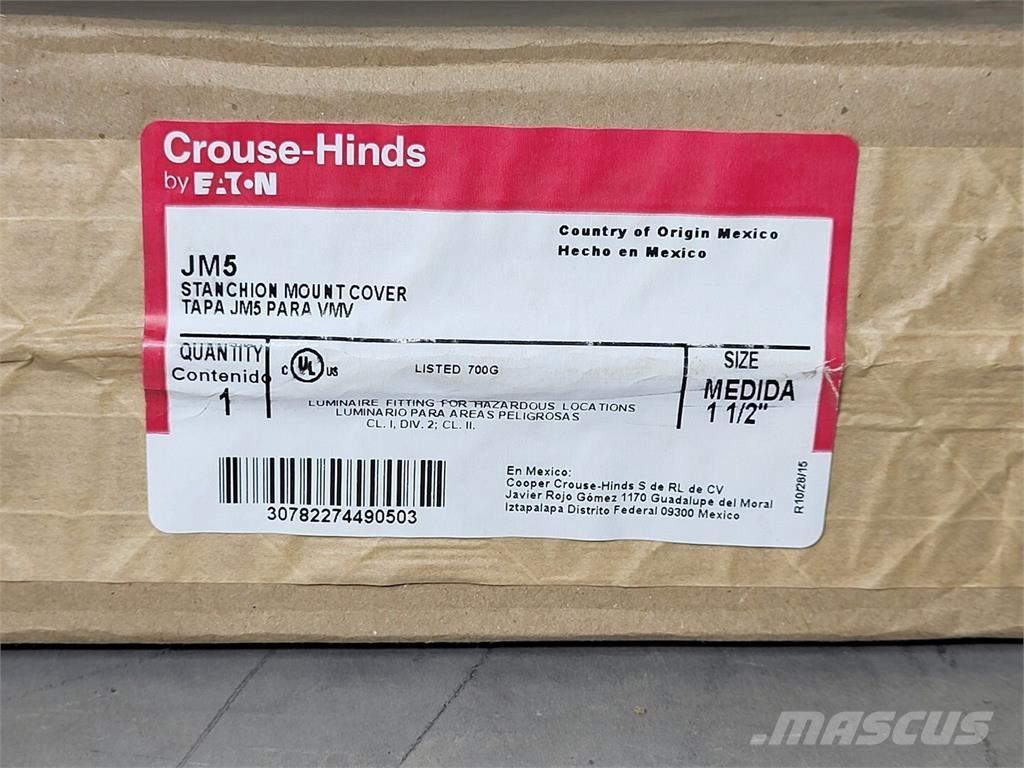 Crouse-Hinds
by EATON
Country of Origin Mexico
Hecho en Mexico
JM5
STANCHION MOUNT COVER
TAPA JM5 PARA VMV
QUANTITY
Contenido
1
C UL US
LISTED 700G
LUMINAIRE FITTING FOR HAZARDOUS LOCATIONS
LUMINARIO PARA AREAS PELIGROSAS
CL. I, DIV. 2; CL. II.
SIZE
MEDIDA
1 1/2"
30782274490503
En Mexico:
Cooper Crouse-Hinds S de RL de CV
Javier Rojo Gómez 1170 Guadalupe del Moral
Iztapalapa Distrito Federal 09300 Mexico
R10/28/15
MASCUS